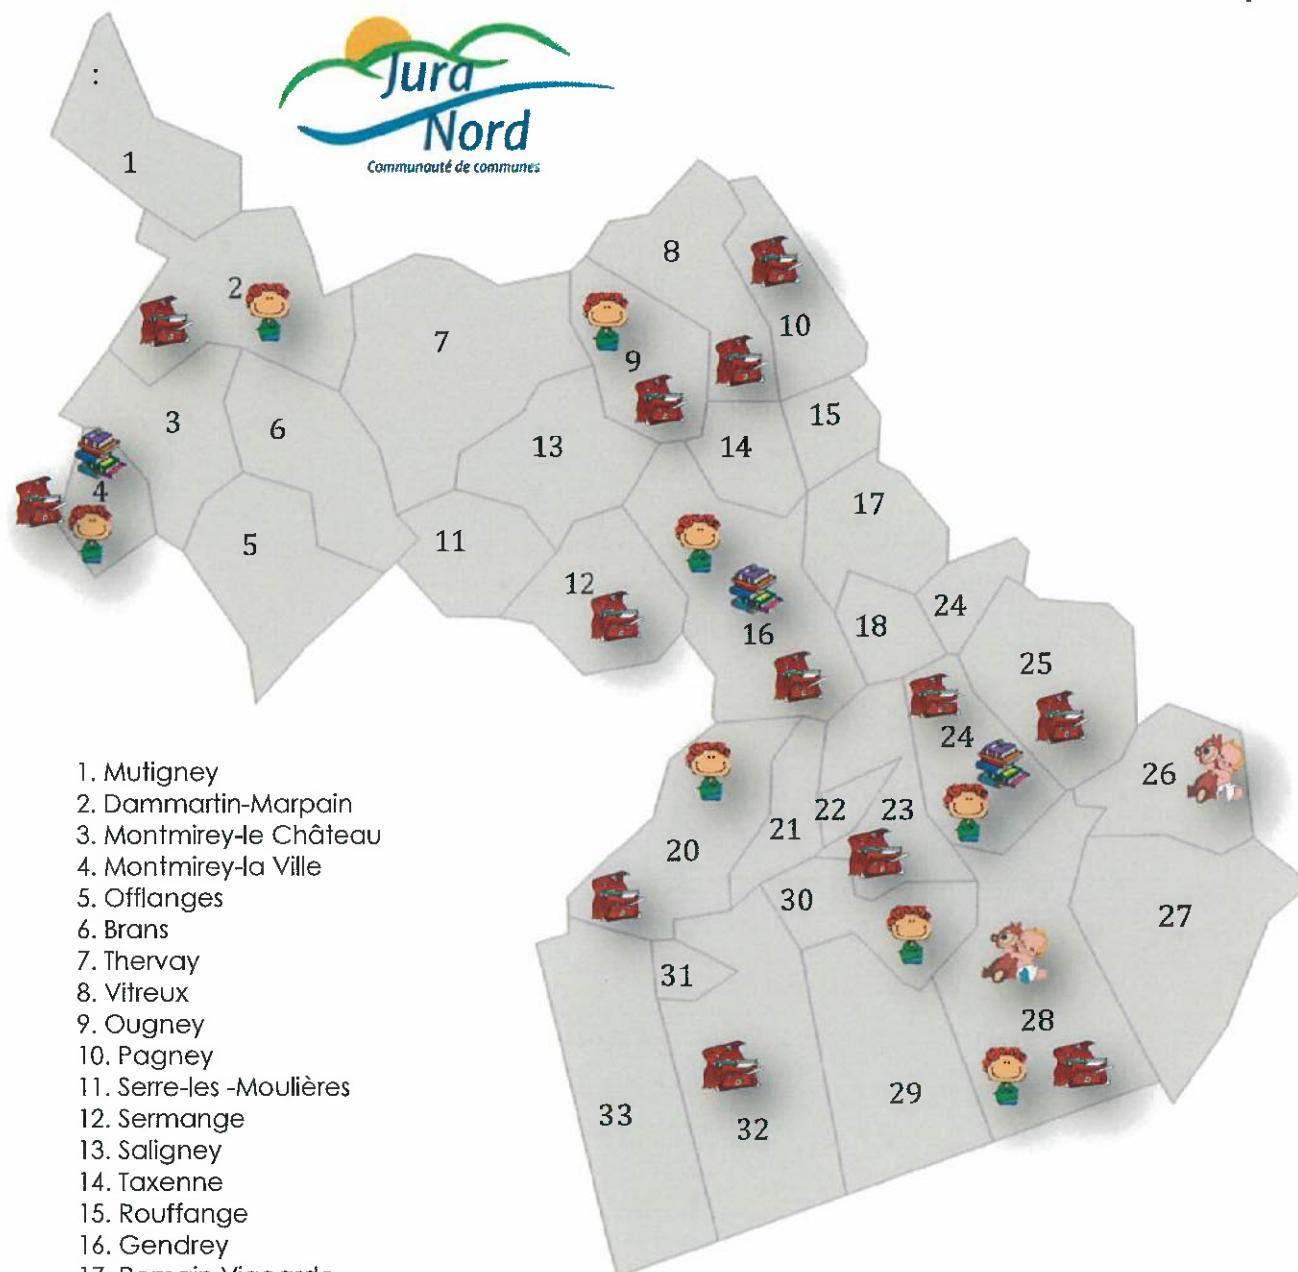 Jura
Nord
Communauté de communes
:
1
2
3
4
5
6
7
8
9
10
11
12
13
14
15
16
17
18
24
25
24
26
20
21
22
23
27
30
31
28
29
32
33
1. Mutigney
2. Dammartin-Marpain
3. Montmirey-le Château
4. Montmirey-la Ville
5. Offlanges
6. Brans
7. Thervay
8. Vitreux
9. Ougney
10. Pagney
11. Serre-les -Moulières
12. Sermange
13. Saligney
14. Taxenne
15. Rouffange
16. Gendrey